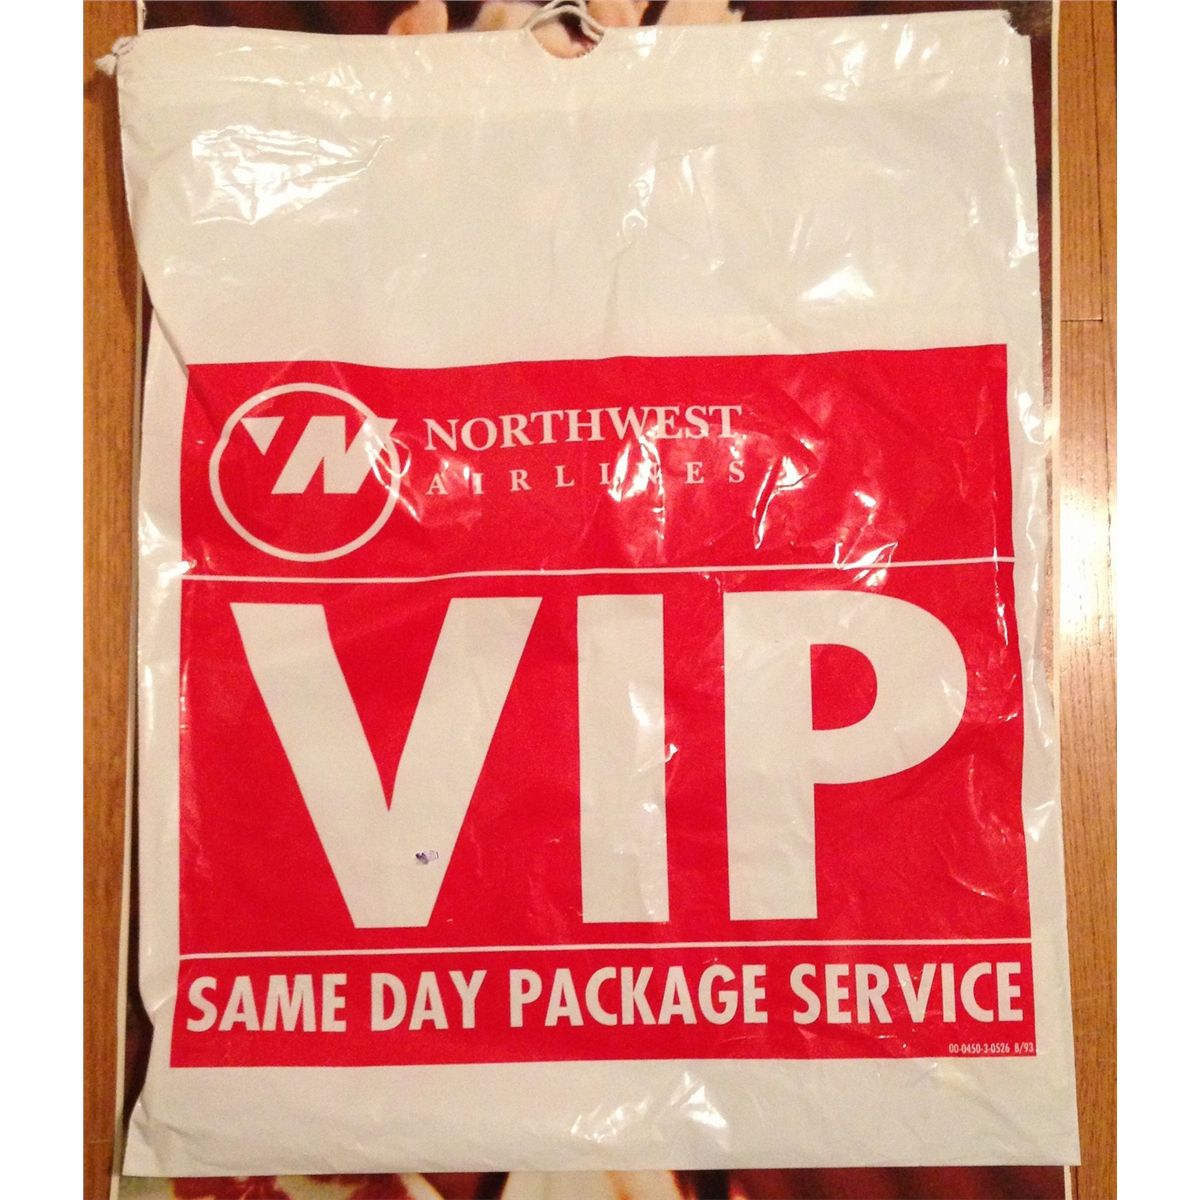 NORTHWEST
AIRLINES
VIP
SAME DAY PACKAGE SERVICE
00-0450-3-0526 8/93